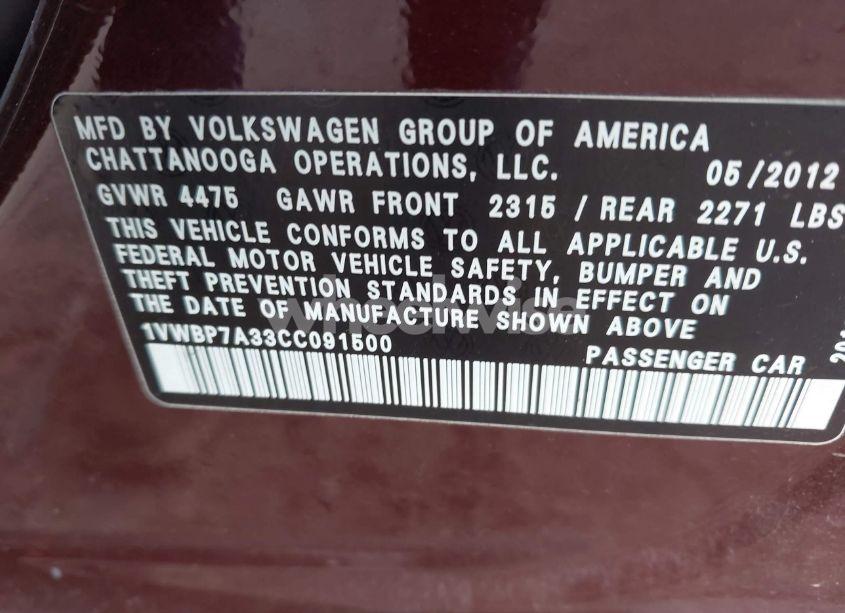 MFD BY VOLKSWAGEN GROUP OF AMERICA
CHATTANOOGA OPERATIONS, LLC. 05/2012
GVWR 4475 GAWR FRONT 2315 / REAR 2271 LBS
THIS VEHICLE CONFORMS TO ALL APPLICABLE U.S.
FEDERAL MOTOR VEHICLE SAFETY, BUMPER AND
THEFT PREVENTION STANDARDS IN EFFECT ON
THE DATE OF MANUFACTURE SHOWN ABOVE
1VWBP7A33CC091500 PASSENGER CAR